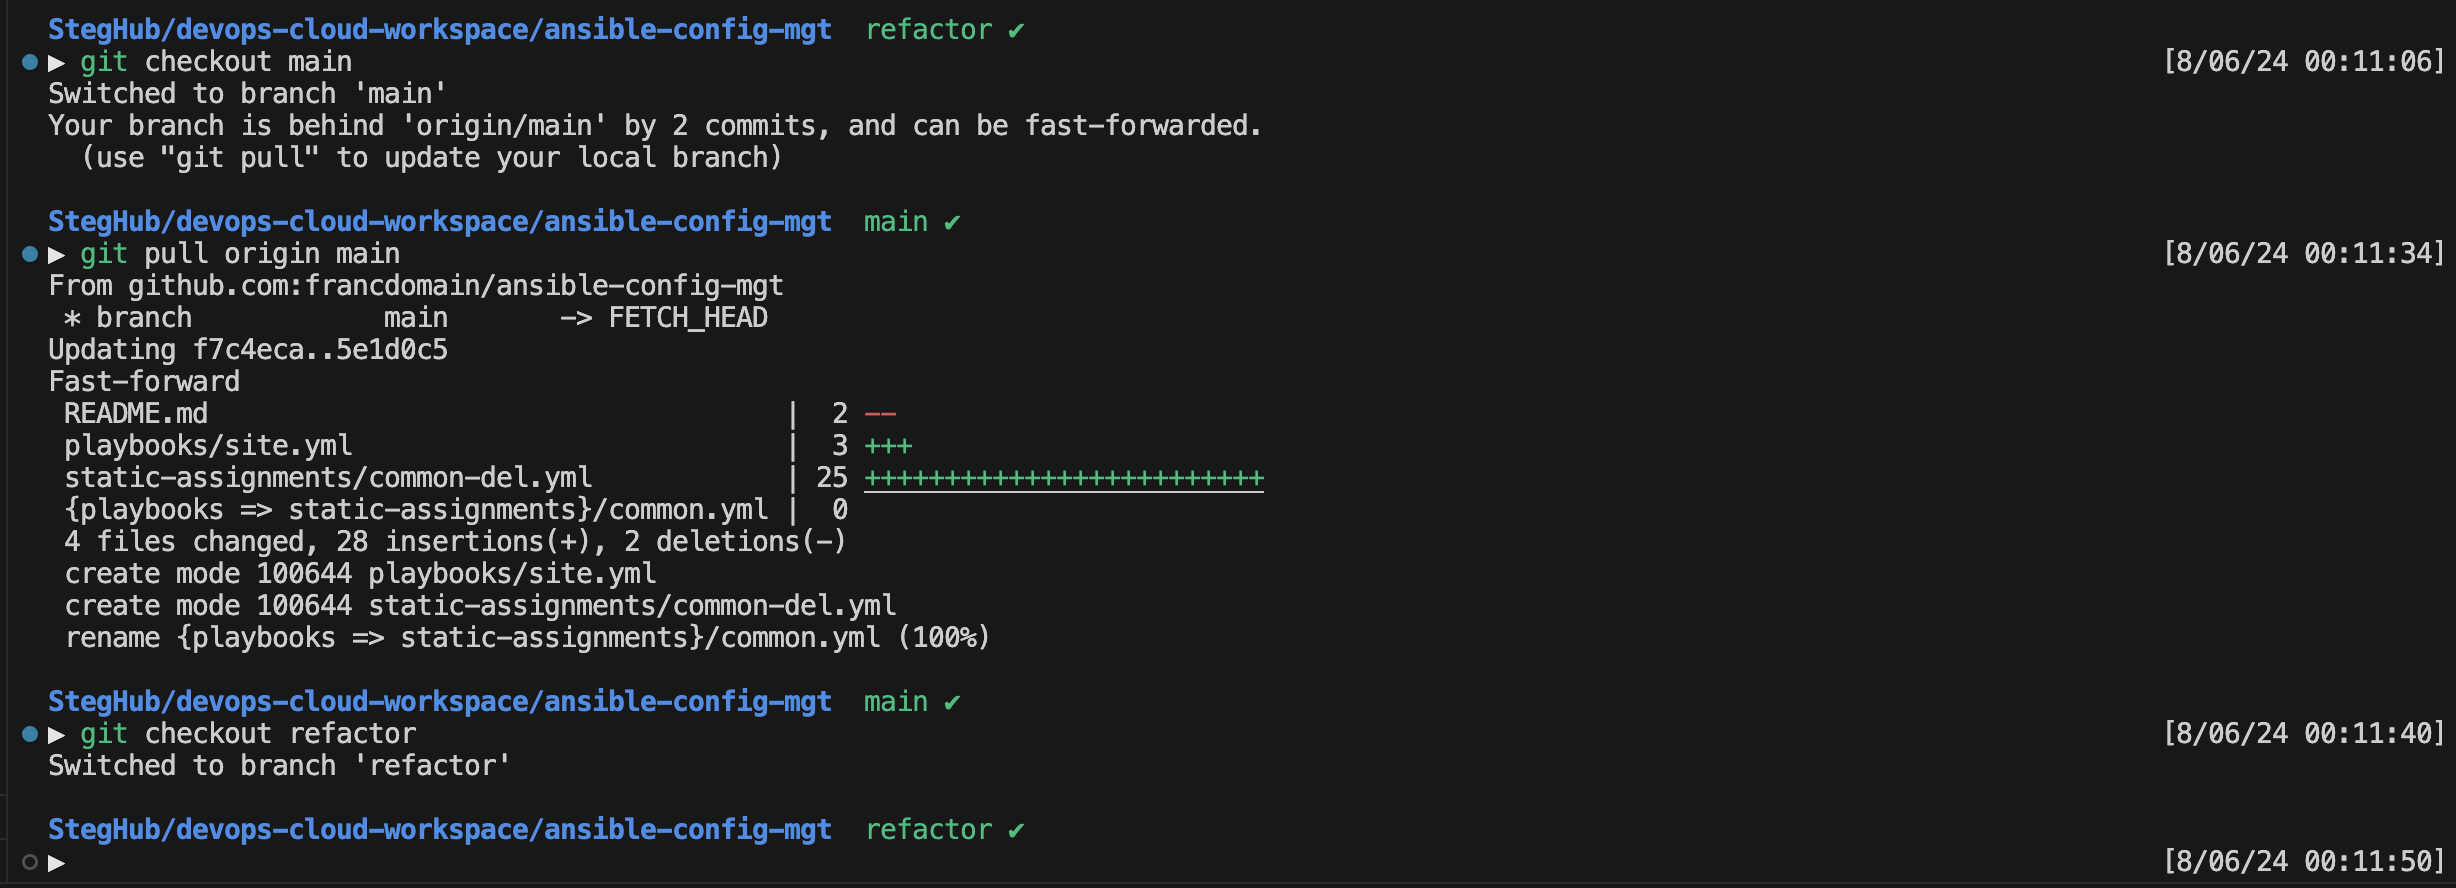 StegHub/devops-cloud-workspace/ansible-config-mgt  refactor ✔
▶ git checkout main [8/06/24 00:11:06]
Switched to branch 'main'
Your branch is behind 'origin/main' by 2 commits, and can be fast-forwarded.
  (use "git pull" to update your local branch)
StegHub/devops-cloud-workspace/ansible-config-mgt  main ✔
▶ git pull origin main [8/06/24 00:11:34]
From github.com:francdomain/ansible-config-mgt
 * branch            main       -> FETCH_HEAD
Updating f7c4eca..5e1d0c5
Fast-forward
 README.md                                    |  2 --
 playbooks/site.yml                           |  3 +++
 static-assignments/common-del.yml            | 25 +++++++++++++++++++++++++
 {playbooks => static-assignments}/common.yml |  0
 4 files changed, 28 insertions(+), 2 deletions(-)
 create mode 100644 playbooks/site.yml
 create mode 100644 static-assignments/common-del.yml
 rename {playbooks => static-assignments}/common.yml (100%)
StegHub/devops-cloud-workspace/ansible-config-mgt  main ✔
▶ git checkout refactor [8/06/24 00:11:40]
Switched to branch 'refactor'
StegHub/devops-cloud-workspace/ansible-config-mgt  refactor ✔
▶ [8/06/24 00:11:50]